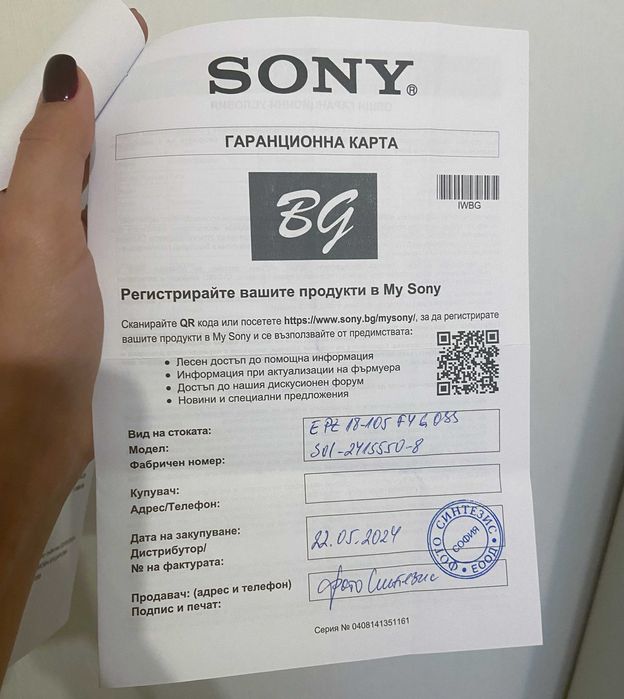 SONY®
ГАРАНЦИОННА КАРТА
BG
IWBG
Регистрирайте вашите продукти в My Sony
Сканирайте QR кода или посетете https://www.sony.bg/mysony/, за да регистрирате
вашите продукти в My Sony и се възползвайте от предимствата:
• Лесен достъп до помощна информация
• Информация при актуализации на фърмуера
• Достъп до нашия дискусионен форум
• Новини и специални предложения
Вид на стоката: EPZ 18-105 F4 G OSS
Модел: S01-2415550-8
Фабричен номер:
Купувач:
Адрес/Телефон:
Дата на закупуване: 22.05.2024
Дистрибутор/
№ на фактурата:
Продавач: (адрес и телефон) фото Синтезис
Подпис и печат:
ФОТО СИНТЕЗИС ЕООД
СОФИЯ
Серия № 0408141351161